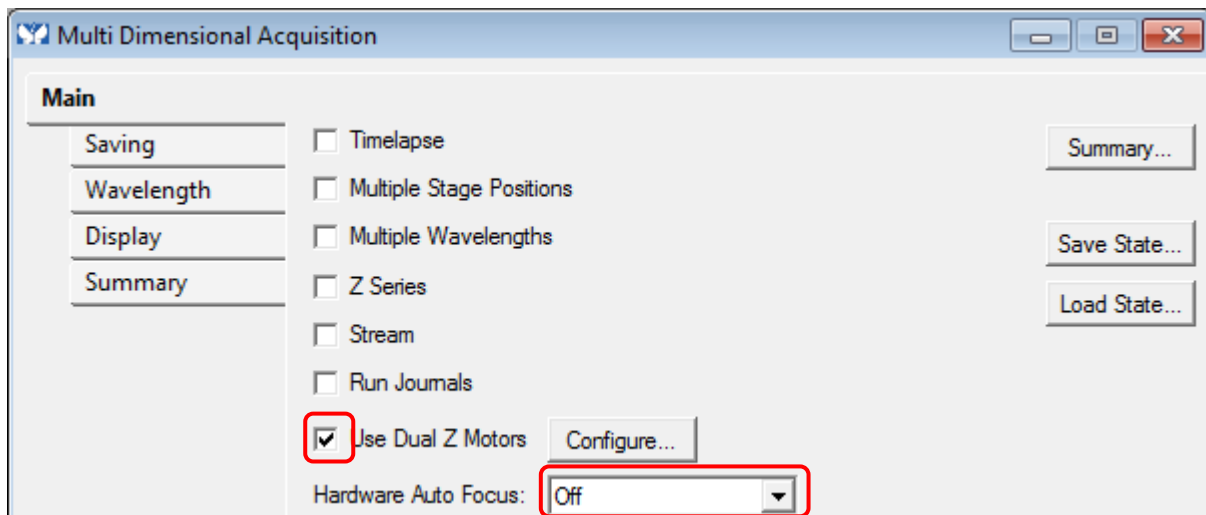 Multi Dimensional Acquisition
Main
Saving
Wavelength
Display
Summary
Timelapse
Multiple Stage Positions
Multiple Wavelengths
Z Series
Stream
Run Journals
Use Dual Z Motors Configure...
Hardware Auto Focus: Off
Summary...
Save State...
Load State...